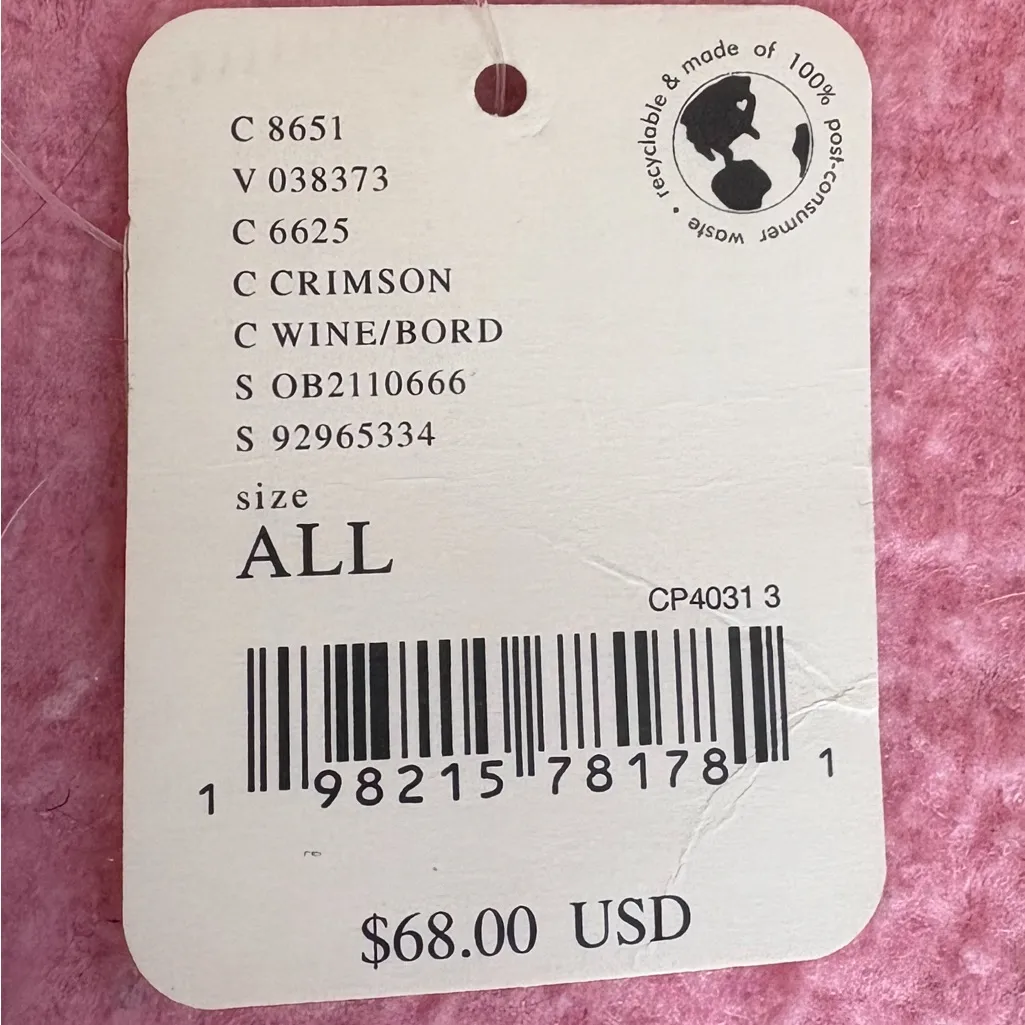 recyclable & made of 100% post-consumer waste •
C 8651
V 038373
C 6625
C CRIMSON
C WINE/BORD
S OB2110666
S 92965334
size
ALL
CP4031 3
1 98215 78178 1
$68.00 USD